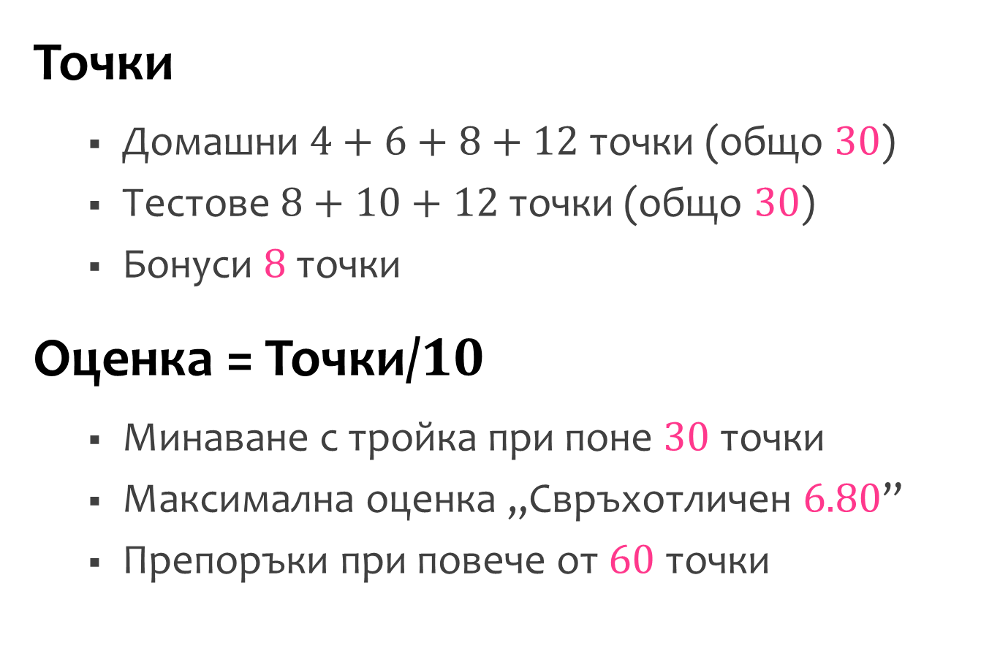 Точки
▪ Домашни 4 + 6 + 8 + 12 точки (общо 30)
▪ Тестове 8 + 10 + 12 точки (общо 30)
▪ Бонуси 8 точки
Оценка = Точки/10
▪ Минаване с тройка при поне 30 точки
▪ Максимална оценка „Свръхотличен 6.80”
▪ Препоръки при повече от 60 точки